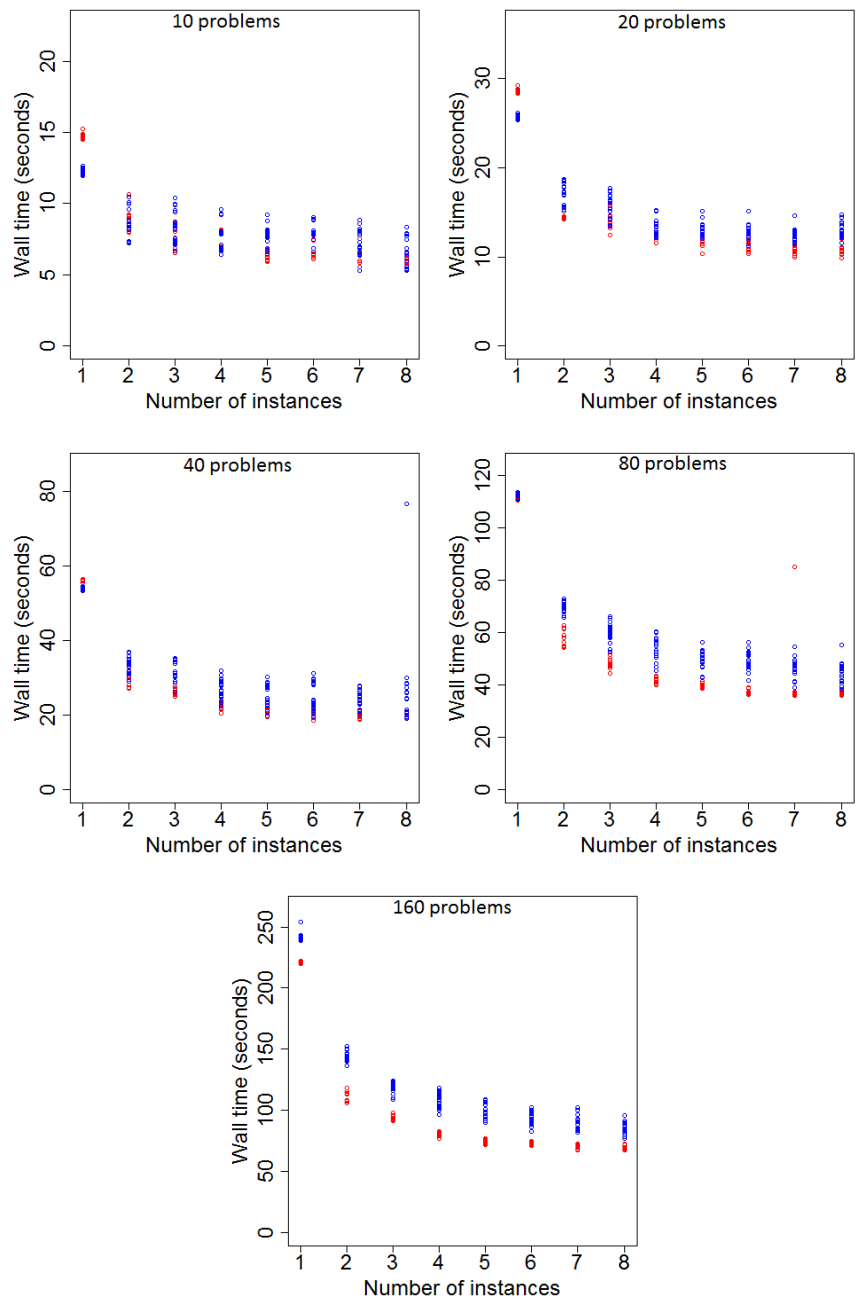 10 problems
Wall time (seconds)
20
15
10
5
0
1 2 3 4 5 6 7 8
Number of instances
20 problems
Wall time (seconds)
30
20
10
0
1 2 3 4 5 6 7 8
Number of instances
40 problems
Wall time (seconds)
80
60
40
20
0
1 2 3 4 5 6 7 8
Number of instances
80 problems
Wall time (seconds)
120
100
80
60
40
20
0
1 2 3 4 5 6 7 8
Number of instances
160 problems
Wall time (seconds)
250
200
150
100
50
0
1 2 3 4 5 6 7 8
Number of instances